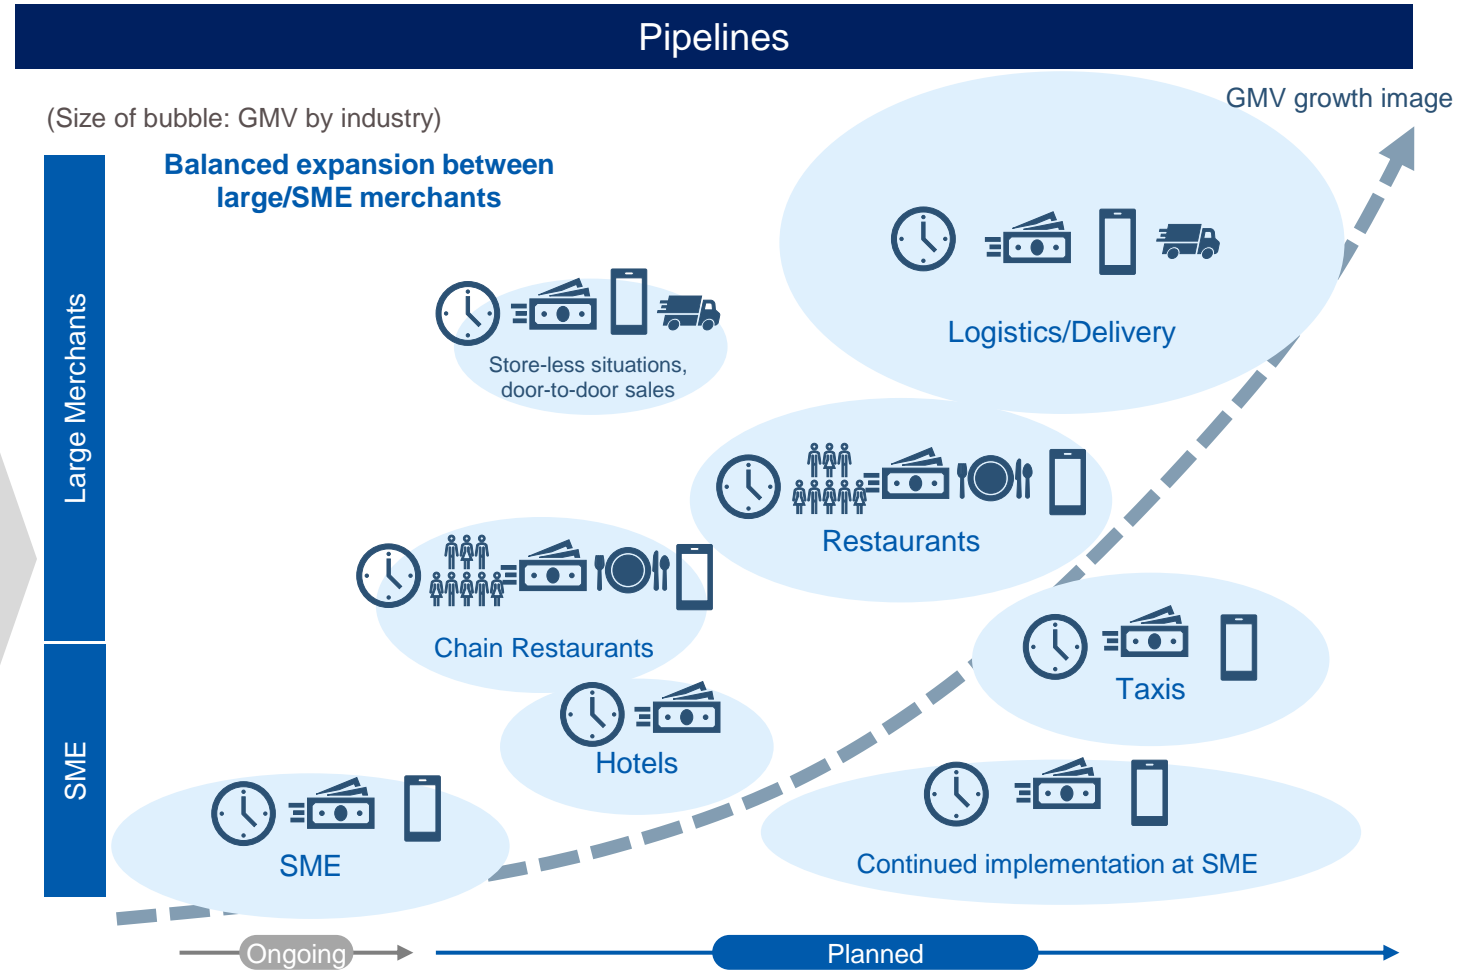 Pipelines
(Size of bubble: GMV by industry)
GMV growth image
Balanced expansion between
large/SME merchants
Large Merchants
SME
Logistics/Delivery
Store-less situations,
door-to-door sales
Restaurants
Chain Restaurants
Taxis
Hotels
SME
Continued implementation at SME
Ongoing
Planned